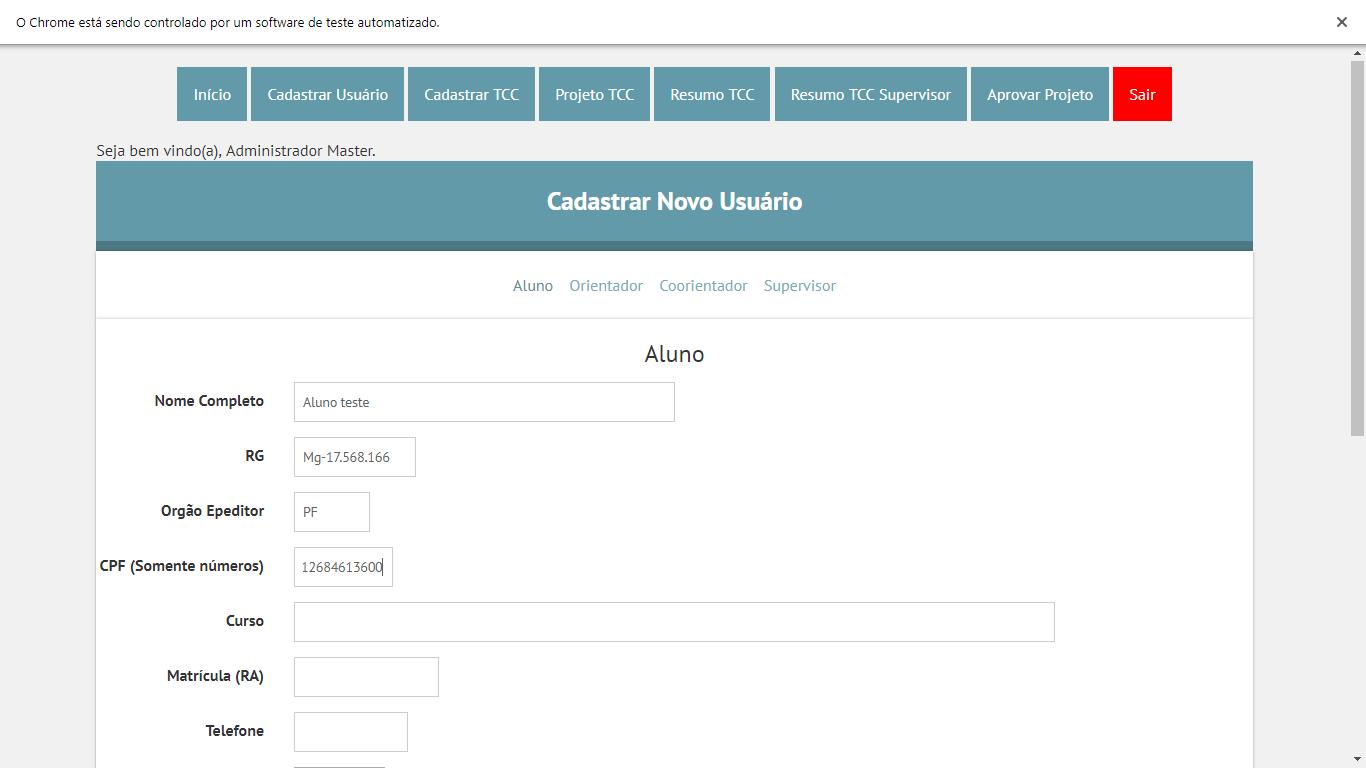 O Chrome está sendo controlado por um software de teste automatizado.
Início Cadastrar Usuário Cadastrar TCC Projeto TCC Resumo TCC Resumo TCC Supervisor Aprovar Projeto Sair
Seja bem vindo(a), Administrador Master.
Cadastrar Novo Usuário
Aluno Orientador Coorientador Supervisor
Aluno
Nome Completo Aluno teste
RG Mg-17.568.166
Orgão Epeditor PF
CPF (Somente números) 12684613600
Curso
Matrícula (RA)
Telefone